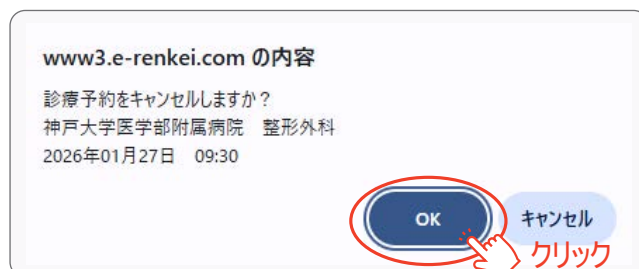 www3.e-renkei.com の内容
診療予約をキャンセルしますか？
神戸大学医学部附属病院　整形外科
2026年01月27日　09:30
OK
キャンセル
クリック